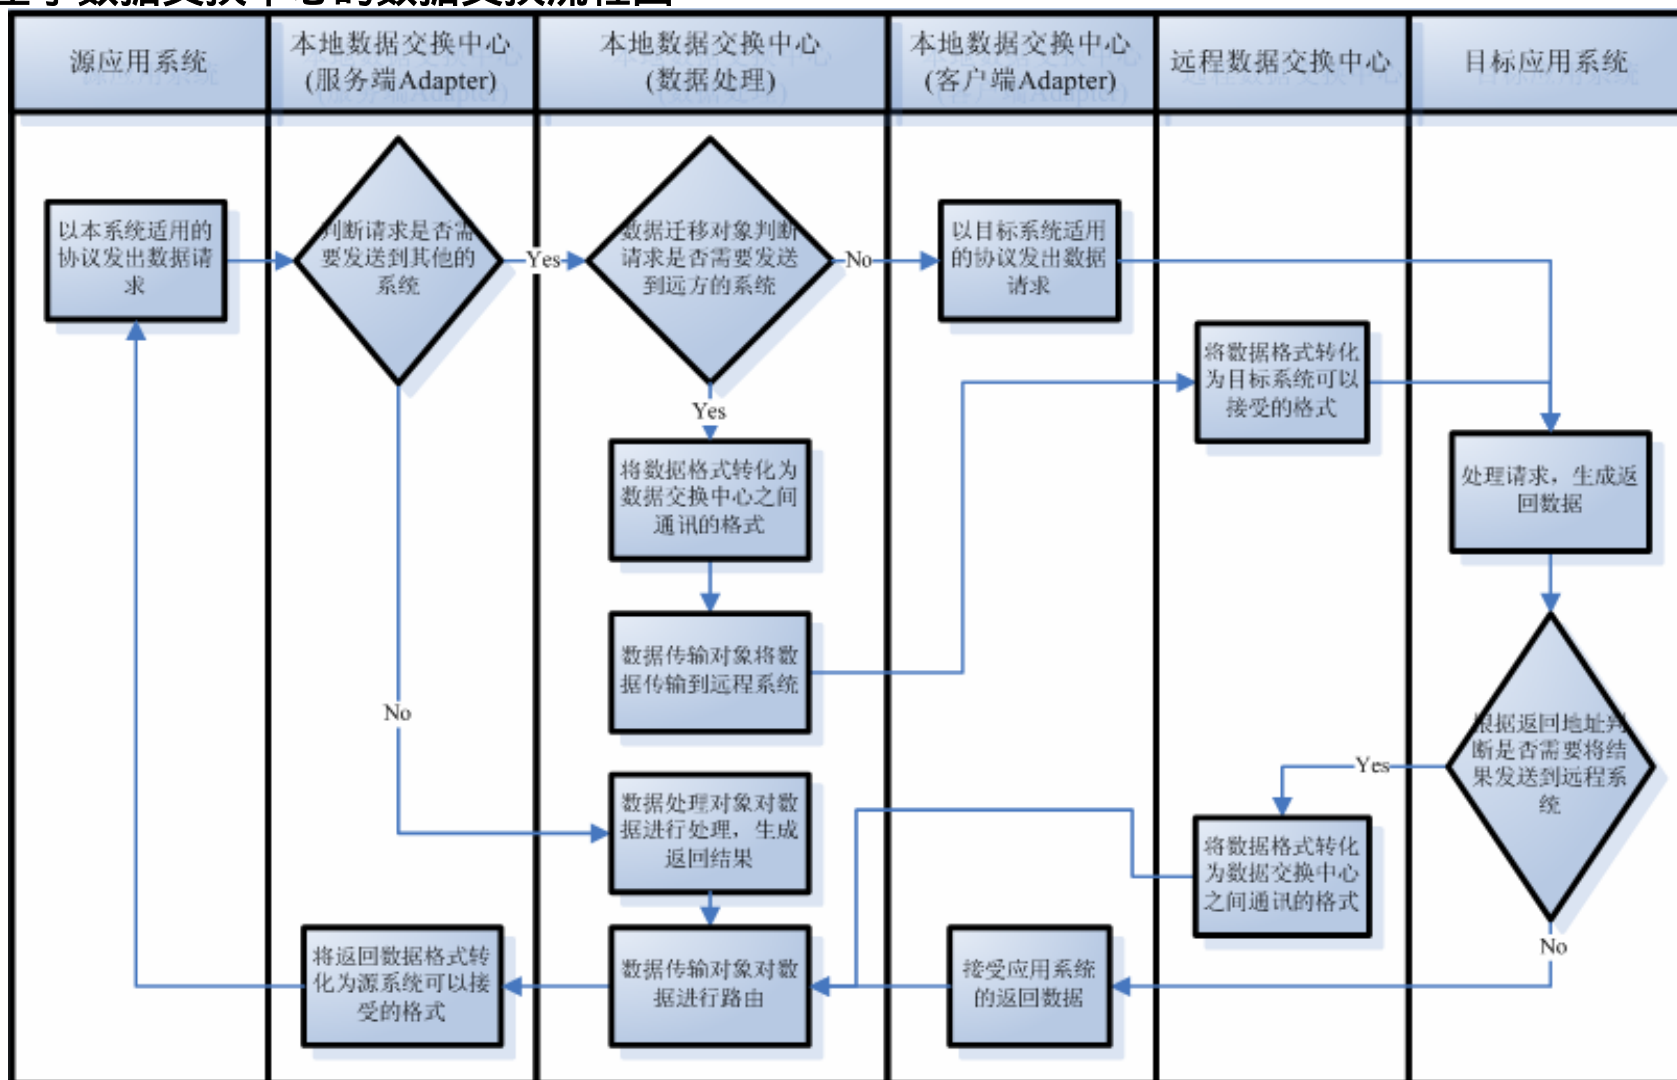 基于数据交换中心的数据交换流程图
源应用系统
本地数据交换中心
(服务端Adapter)
本地数据交换中心
(数据处理)
本地数据交换中心
(客户端Adapter)
远程数据交换中心
目标应用系统
以本系统适用的
协议发出数据请
求
判断请求是否需
要发送到其他的
系统
Yes
数据迁移对象判断
请求是否需要发送
到远方的系统
No
以目标系统适用
的协议发出数据
请求
将数据格式转化
为目标系统可以
接受的格式
Yes
将数据格式转化为
数据交换中心之间
通讯的格式
处理请求，生成返
回数据
数据传输对象将数
据传输到远程系统
No
根据返回地址判
断是否需要将结
果发送到远程系
统
Yes
数据处理对象对数
据进行处理，生成
返回结果
将数据格式转化
为数据交换中心
之间通讯的格式
No
将返回数据格式转
化为源系统可以接
受的格式
数据传输对象对数
据进行路由
接受应用系统
的返回数据